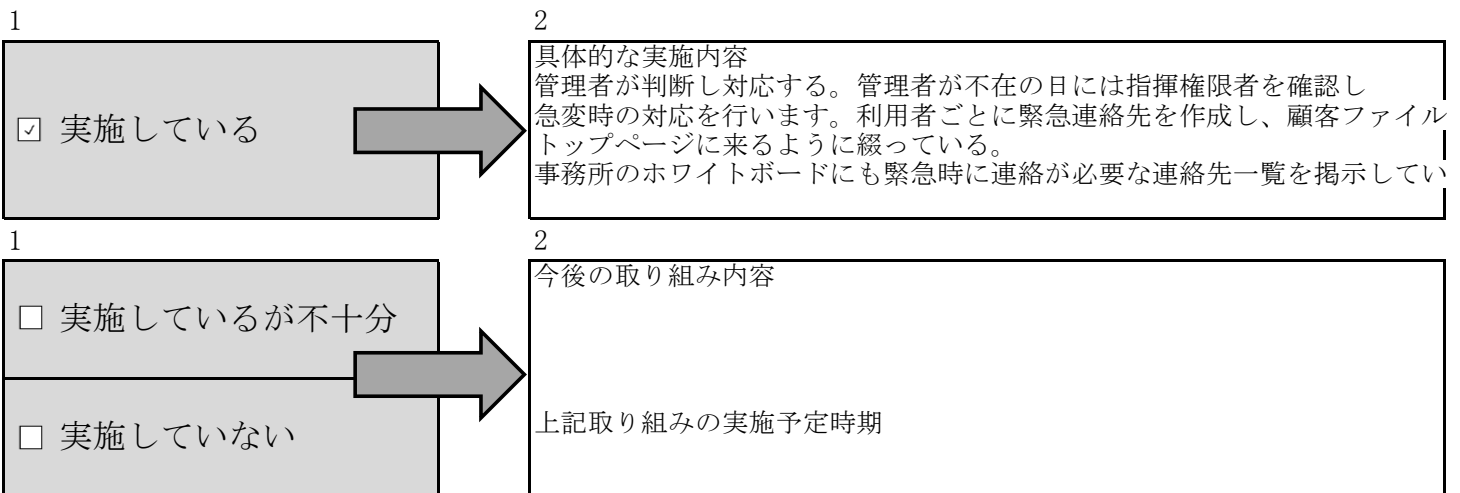 1
2
☑ 実施している
具体的な実施内容
管理者が判断し対応する。管理者が不在の日には指揮権限者を確認し
急変時の対応を行います。利用者ごとに緊急連絡先を作成し、顧客ファイル
トップページに来るように綴っている。
事務所のホワイトボードにも緊急時に連絡が必要な連絡先一覧を掲示してい
1
2
☐ 実施しているが不十分
☐ 実施していない
今後の取り組み内容
上記取り組みの実施予定時期